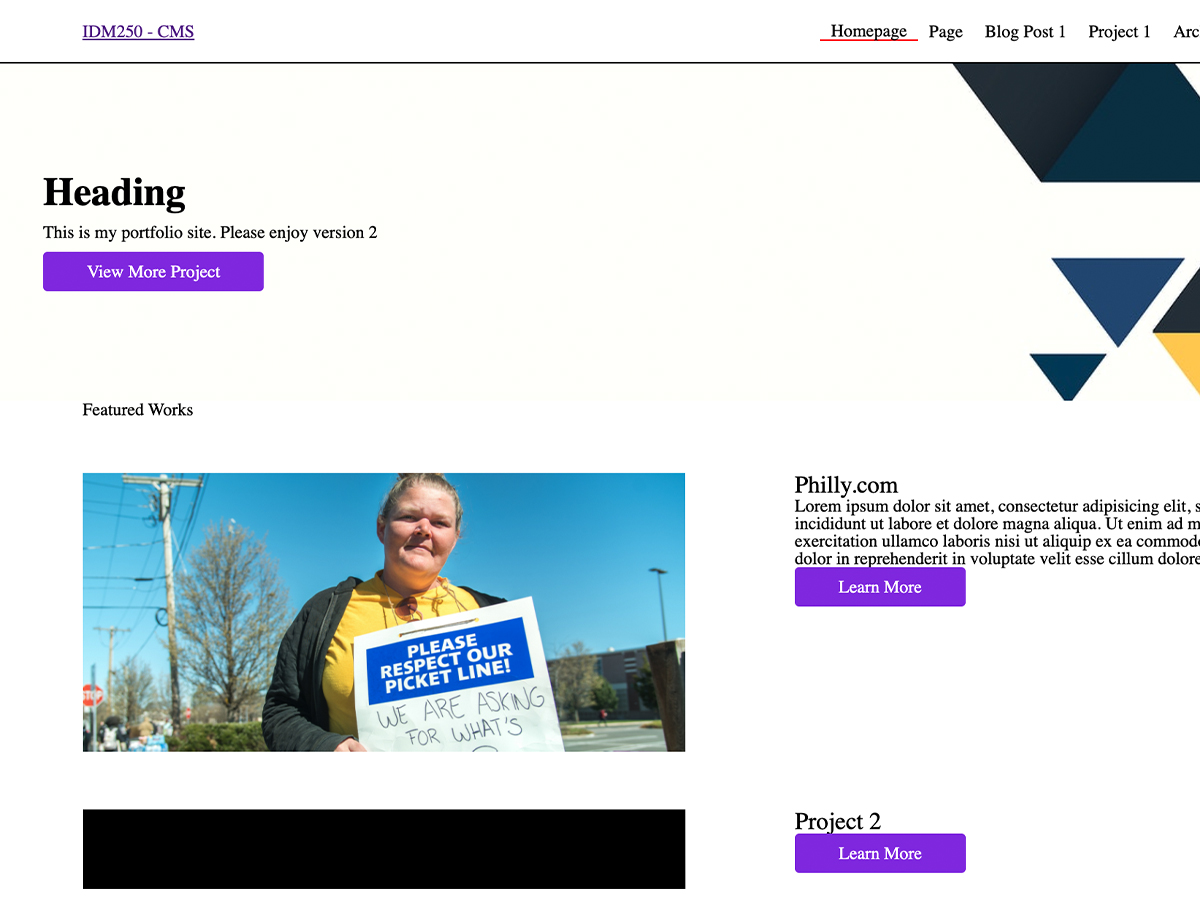 IDM250 - CMS
Homepage Page Blog Post 1 Project 1 Arc
Heading
This is my portfolio site. Please enjoy version 2
View More Project
Featured Works
STOP
PLEASE
RESPECT OUR
PICKET LINE!
WE ARE ASKING
FOR WHAT'S
Philly.com
Lorem ipsum dolor sit amet, consectetur adipisicing elit, s
incididunt ut labore et dolore magna aliqua. Ut enim ad m
exercitation ullamco laboris nisi ut aliquip ex ea commod
dolor in reprehenderit in voluptate velit esse cillum dolore
Learn More
Project 2
Learn More